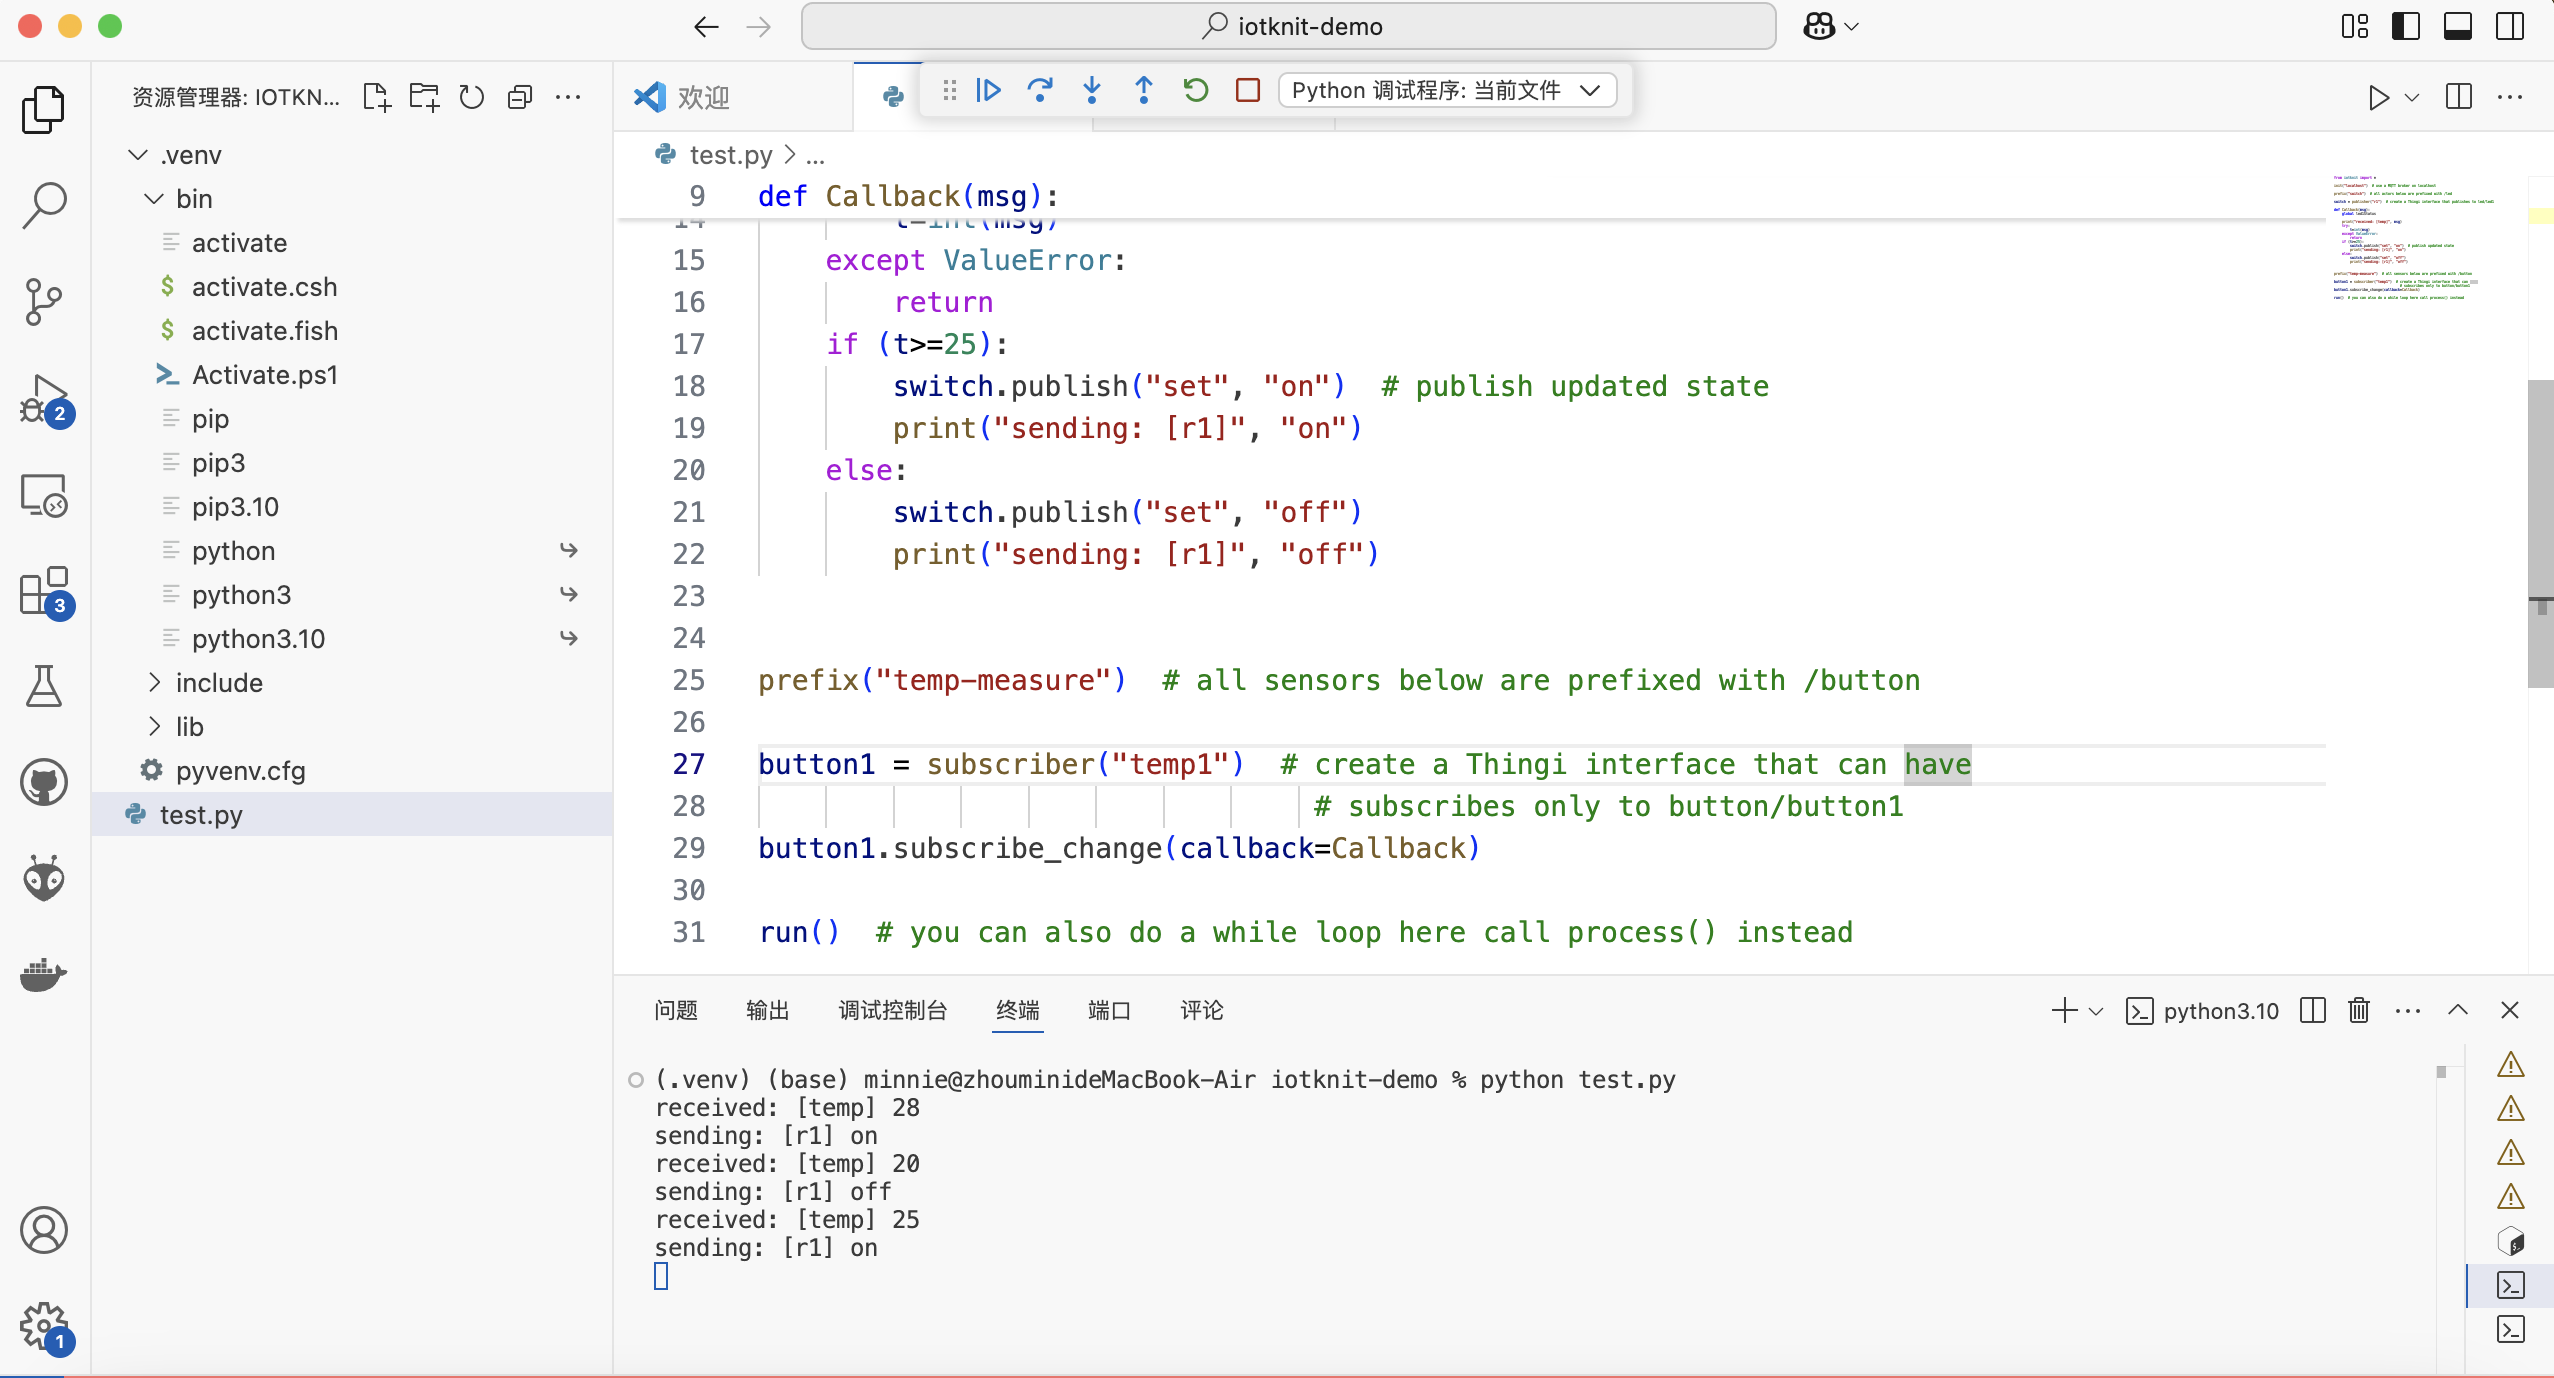 iotknit-demo
资源管理器: IOTKN...
欢迎
Python 调试程序: 当前文件
.venv
bin
activate
activate.csh
activate.fish
Activate.ps1
pip
pip3
pip3.10
python
python3
python3.10
include
lib
pyvenv.cfg
test.py
2
3
1
test.py > ...
9 def Callback(msg):
14 t=int(msg)
15 except ValueError:
16 return
17 if (t>=25):
18 switch.publish("set", "on")  # publish updated state
19 print("sending: [r1]", "on")
20 else:
21 switch.publish("set", "off")
22 print("sending: [r1]", "off")
23
24
25 prefix("temp-measure")  # all sensors below are prefixed with /button
26
27 button1 = subscriber("temp1")  # create a Thingi interface that can have
28 # subscribes only to button/button1
29 button1.subscribe_change(callback=Callback)
30
31 run()  # you can also do a while loop here call process() instead
问题 输出 调试控制台 终端 端口 评论
python3.10
(.venv) (base) minnie@zhouminideMacBook-Air iotknit-demo % python test.py
received: [temp] 28
sending: [r1] on
received: [temp] 20
sending: [r1] off
received: [temp] 25
sending: [r1] on